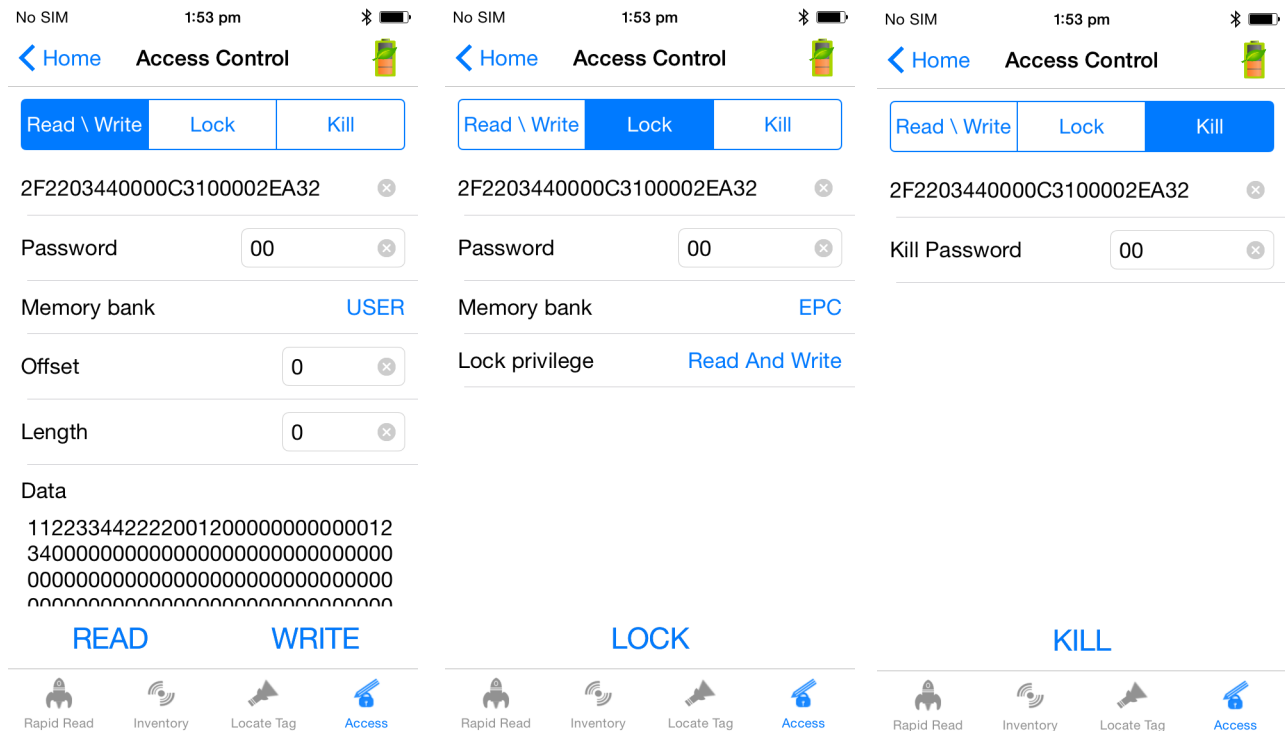 No SIM 1:53 pm
Home Access Control
Read \ Write Lock Kill
2F2203440000C3100002EA32
Password 00
Memory bank USER
Offset 0
Length 0
Data
1122334422220012000000000000012
3400000000000000000000000000000
0000000000000000000000000000000
0000000000000000000000000000000
READ WRITE
Rapid Read Inventory Locate Tag Access
No SIM 1:53 pm
Home Access Control
Read \ Write Lock Kill
2F2203440000C3100002EA32
Password 00
Memory bank EPC
Lock privilege Read And Write
LOCK
Rapid Read Inventory Locate Tag Access
No SIM 1:53 pm
Home Access Control
Read \ Write Lock Kill
2F2203440000C3100002EA32
Kill Password 00
KILL
Rapid Read Inventory Locate Tag Access